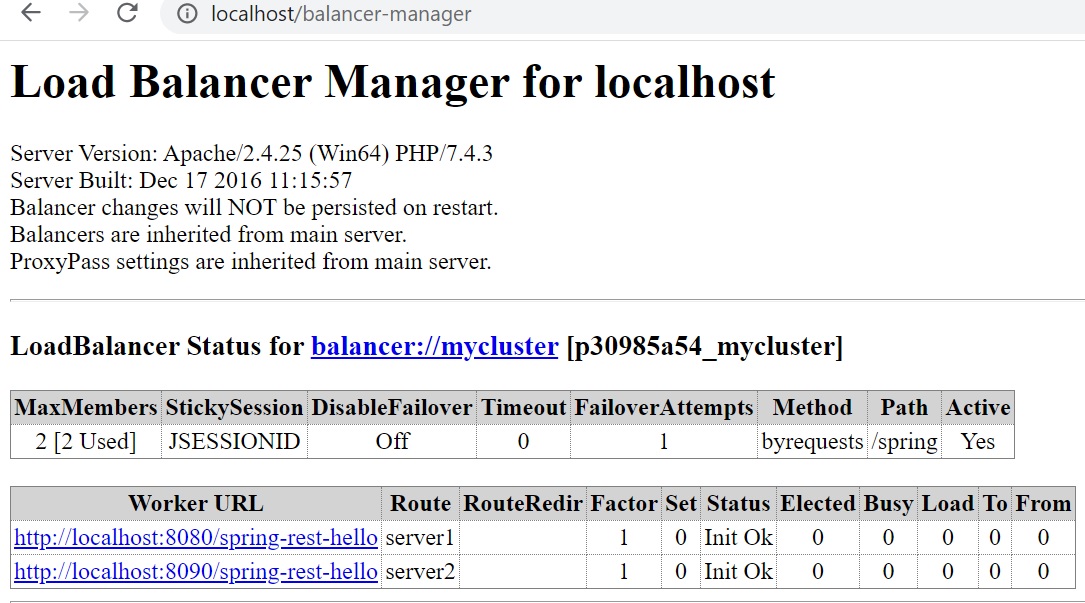 localhost/balancer-manager
Load Balancer Manager for localhost
Server Version: Apache/2.4.25 (Win64) PHP/7.4.3
Server Built: Dec 17 2016 11:15:57
Balancer changes will NOT be persisted on restart.
Balancers are inherited from main server.
ProxyPass settings are inherited from main server.
LoadBalancer Status for balancer://mycluster [p30985a54_mycluster]
MaxMembers StickySession DisableFailover Timeout FailoverAttempts Method Path Active
2 [2 Used] JSESSIONID Off 0 1 byrequests /spring Yes
Worker URL Route RouteRedir Factor Set Status Elected Busy Load To From
http://localhost:8080/spring-rest-hello server1 1 0 Init Ok 0 0 0 0 0
http://localhost:8090/spring-rest-hello server2 1 0 Init Ok 0 0 0 0 0